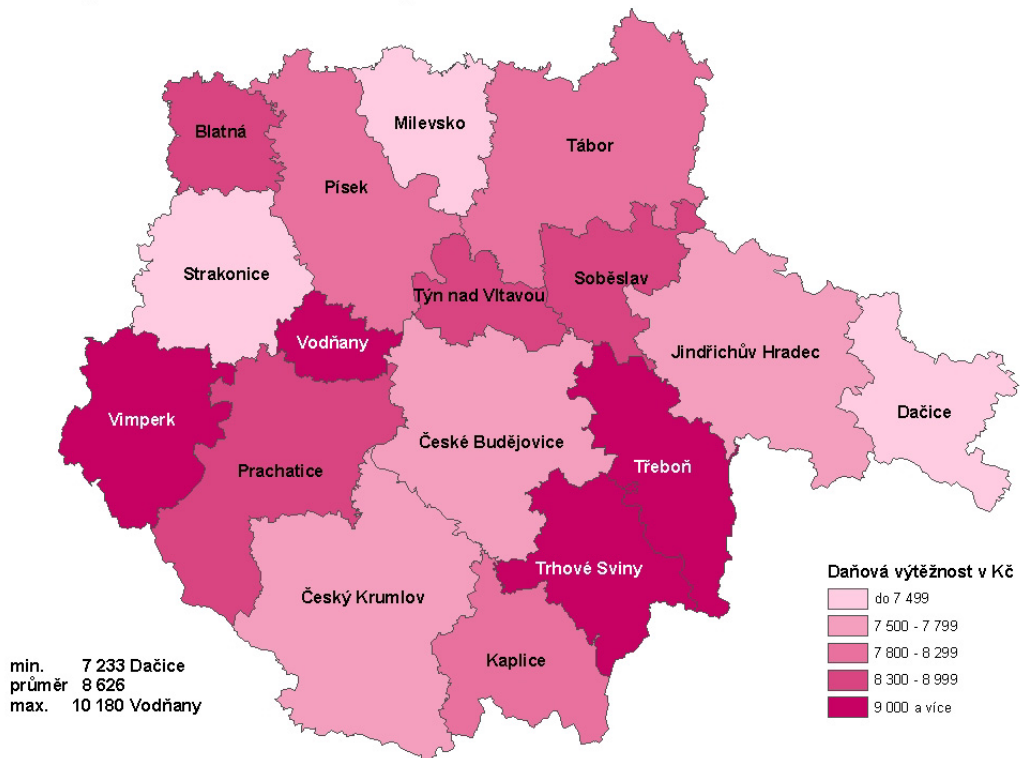 Milevsko
Blatná
Tábor
Písek
Strakonice
Soběslav
Týn nad Vltavou
Vodňany
Jindřichův Hradec
Vimperk
Dačice
České Budějovice
Prachatice
Třeboň
Trhové Sviny
Český Krumlov
Kaplice
Daňová výtěžnost v Kč
do 7 499
7 500 - 7 799
7 800 - 8 299
8 300 - 8 999
9 000 a více
min. 7 233 Dačice
průměr 8 626
max. 10 180 Vodňany